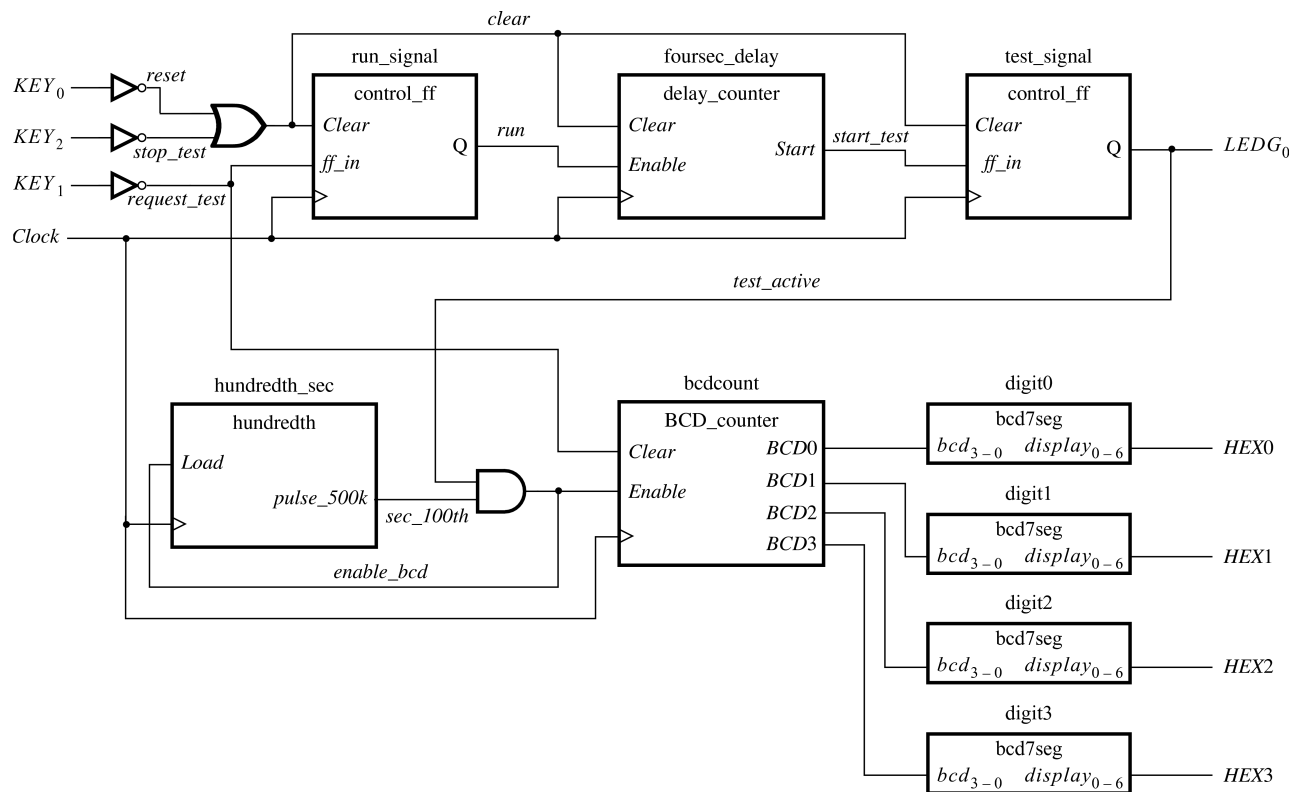 clear
run_signal
foursec_delay
test_signal
KEY0
reset
control_ff
delay_counter
control_ff
Clear
Clear
Clear
KEY2
stop_test
Q
run
Start
start_test
Q
LEDG0
ff_in
Enable
ff_in
KEY1
request_test
Clock
test_active
hundredth_sec
bcdcount
digit0
hundredth
BCD_counter
bcd7seg
Load
Clear
BCD0
bcd3–0 display0–6
HEX0
pulse_500k
sec_100th
Enable
BCD1
BCD2
BCD3
digit1
bcd7seg
bcd3–0 display0–6
HEX1
enable_bcd
digit2
bcd7seg
bcd3–0 display0–6
HEX2
digit3
bcd7seg
bcd3–0 display0–6
HEX3